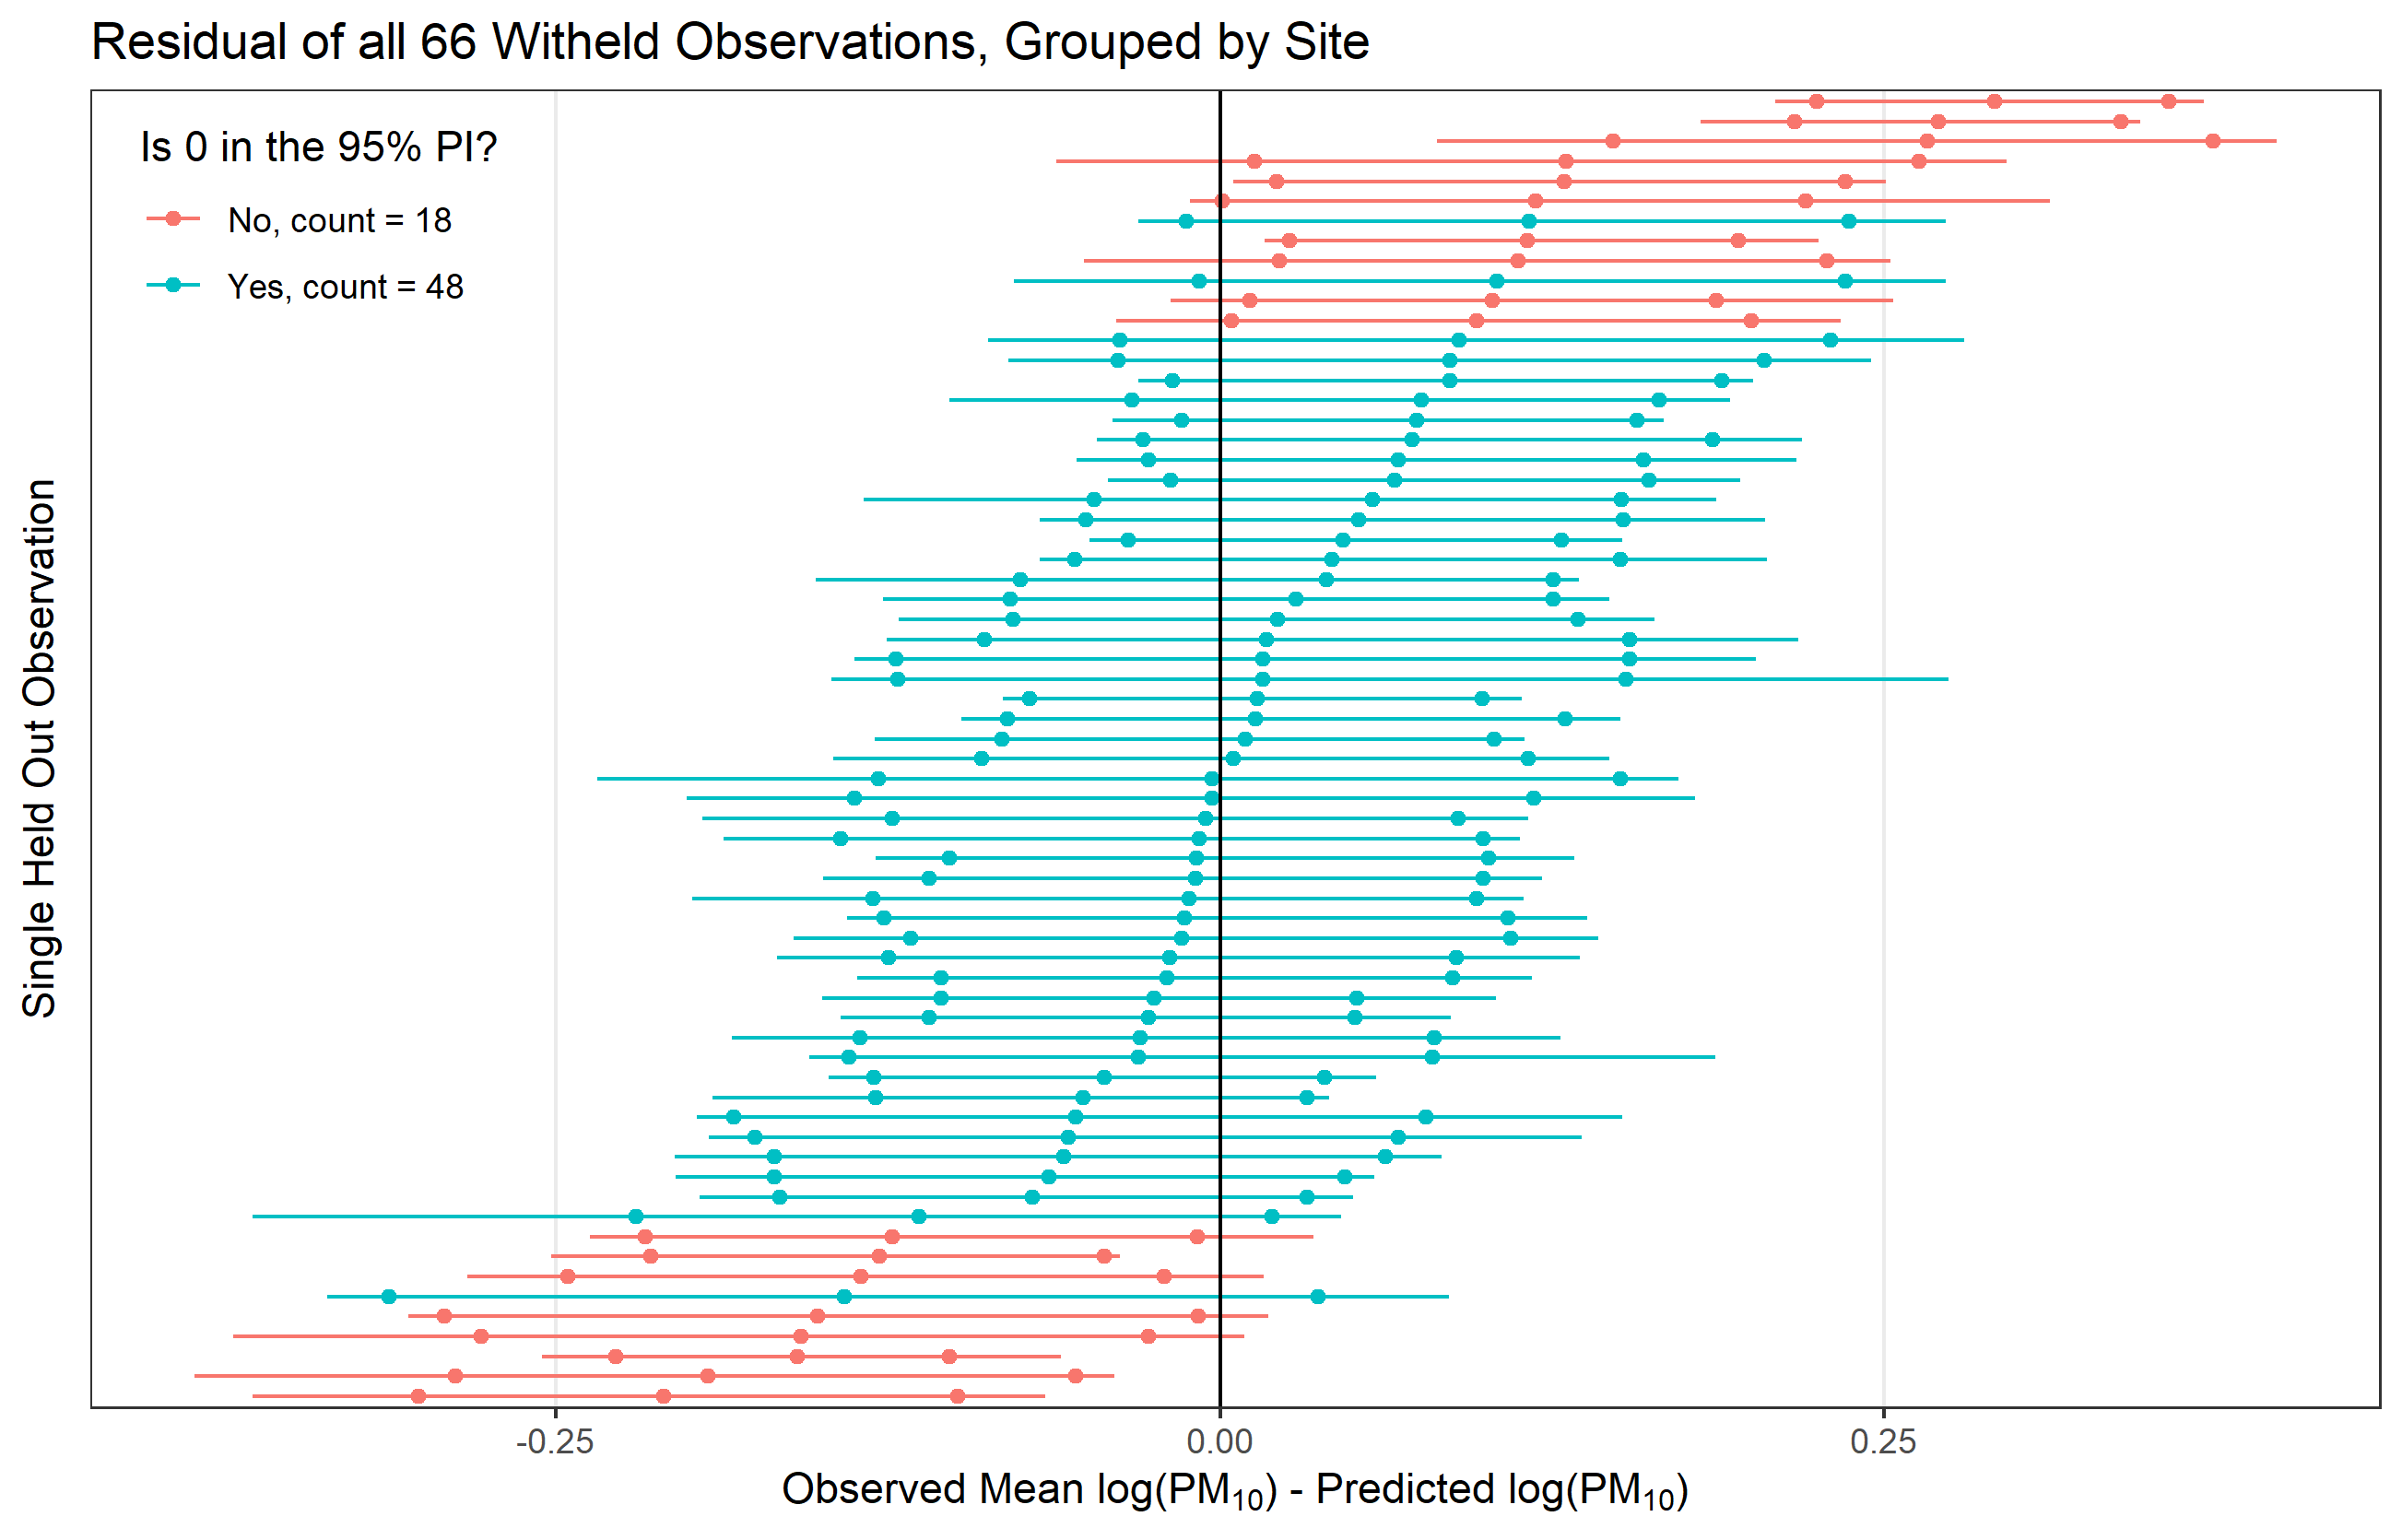 Residual of all 66 Witheld Observations, Grouped by Site
Is 0 in the 95% PI?
No, count = 18
Yes, count = 48
Single Held Out Observation
-0.25
0.00
0.25
Observed Mean log(PM₁₀) - Predicted log(PM₁₀)